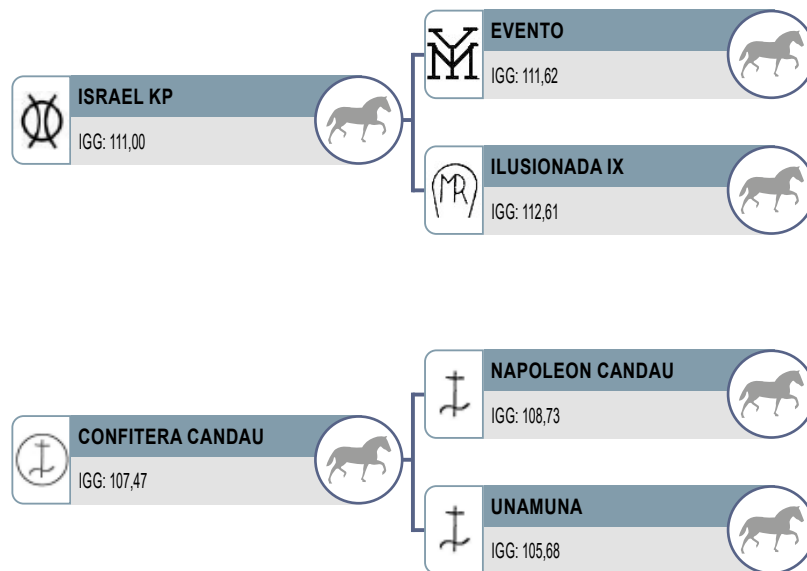 EVENTO
IGG: 111,62
ISRAEL KP
IGG: 111,00
ILUSIONADA IX
IGG: 112,61
NAPOLEON CANDAU
IGG: 108,73
CONFITERA CANDAU
IGG: 107,47
UNAMUNA
IGG: 105,68